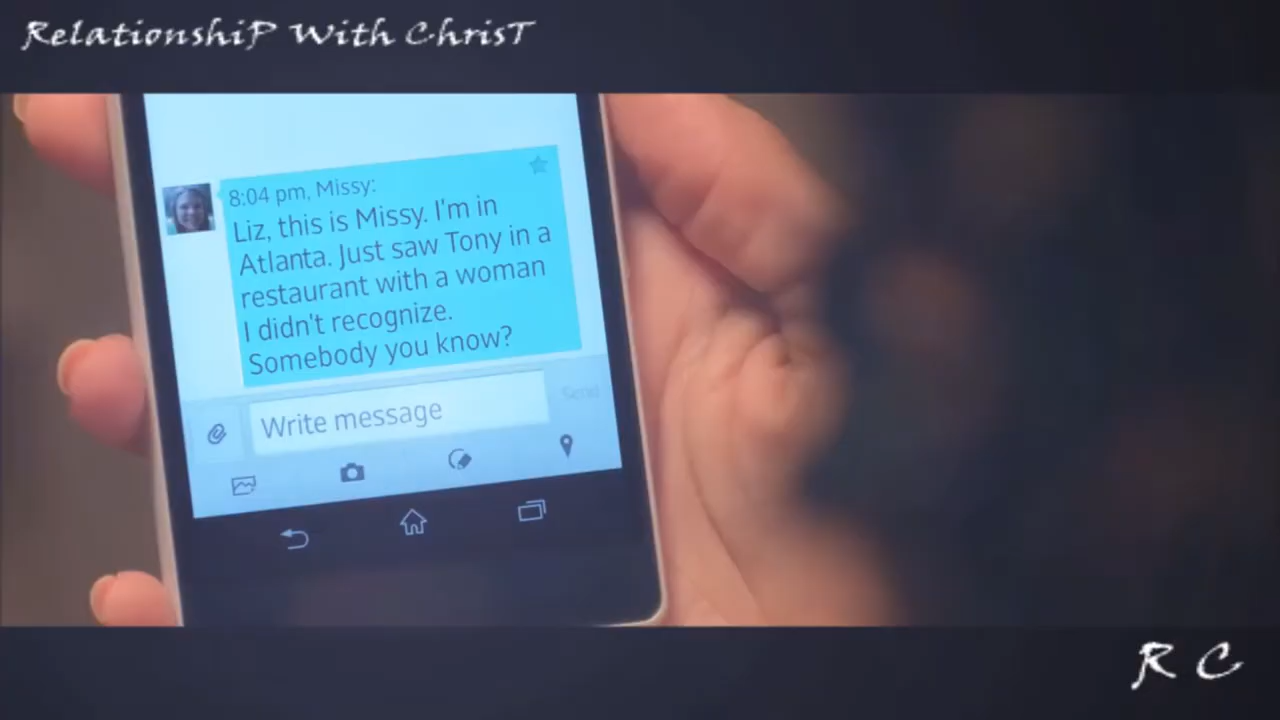 RelationshiP With ChrisT
8:04 pm, Missy:
Liz, this is Missy. I'm in
Atlanta. Just saw Tony in a
restaurant with a woman
I didn't recognize.
Somebody you know?
Write message
Send
R C